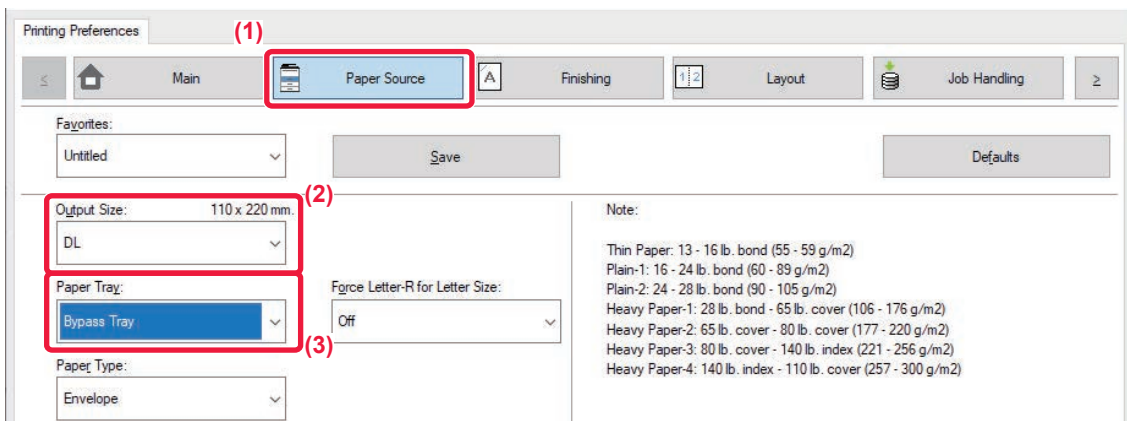 Printing Preferences
(1)
<
Main
Paper Source
A
Finishing
1 2
Layout
Job Handling
>
Favorites:
Untitled
Save
Defaults
(2)
Output Size: 110 x 220 mm.
DL
Paper Tray:
Bypass Tray
(3)
Force Letter-R for Letter Size:
Off
Paper Type:
Envelope
Note:
Thin Paper: 13 - 16 lb. bond (55 - 59 g/m2)
Plain-1: 16 - 24 lb. bond (60 - 89 g/m2)
Plain-2: 24 - 28 lb. bond (90 - 105 g/m2)
Heavy Paper-1: 28 lb. bond - 65 lb. cover (106 - 176 g/m2)
Heavy Paper-2: 65 lb. cover - 80 lb. cover (177 - 220 g/m2)
Heavy Paper-3: 80 lb. cover - 140 lb. index (221 - 256 g/m2)
Heavy Paper-4: 140 lb. index - 110 lb. cover (257 - 300 g/m2)